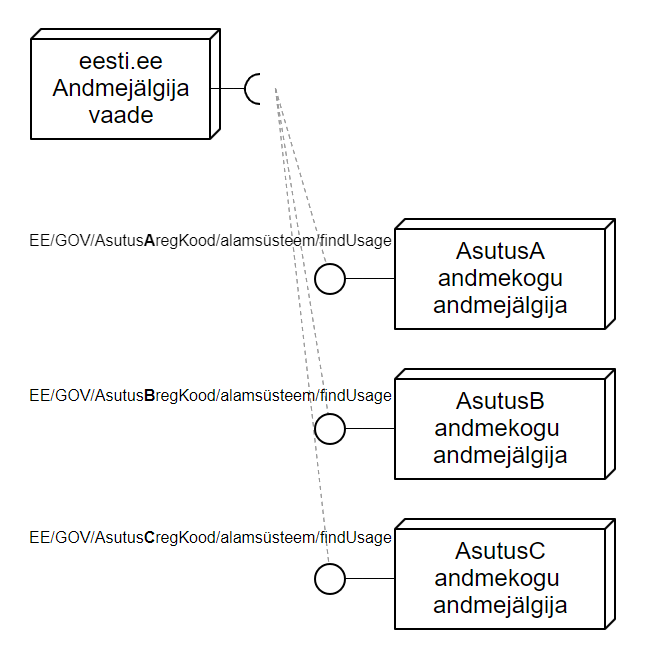 eesti.ee
Andmejälgija
vaade
EE/GOV/AsutusAregKood/alamsüsteem/findUsage
AsutusA
andmekogu
andmejälgija
EE/GOV/AsutusBregKood/alamsüsteem/findUsage
AsutusB
andmekogu
andmejälgija
EE/GOV/AsutusCregKood/alamsüsteem/findUsage
AsutusC
andmekogu
andmejälgija